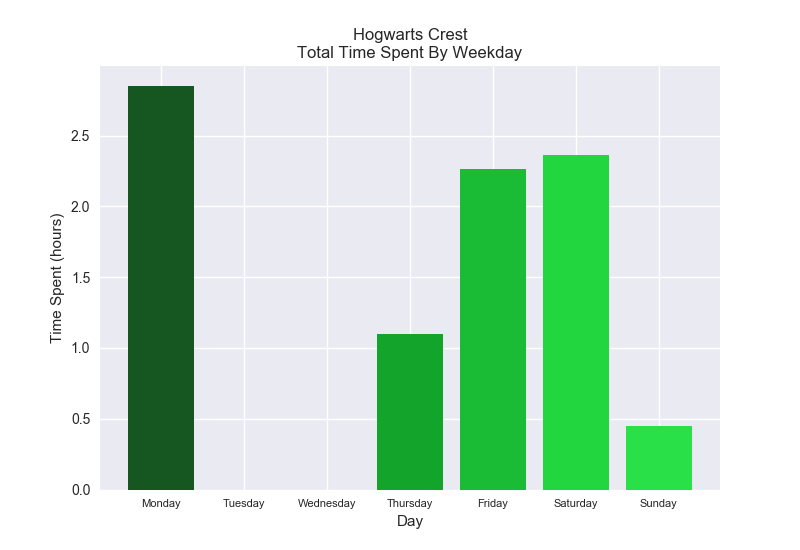 Hogwarts Crest
Total Time Spent By Weekday
Time Spent (hours)
2.5
2.0
1.5
1.0
0.5
0.0
Monday Tuesday Wednesday Thursday Friday Saturday Sunday
Day